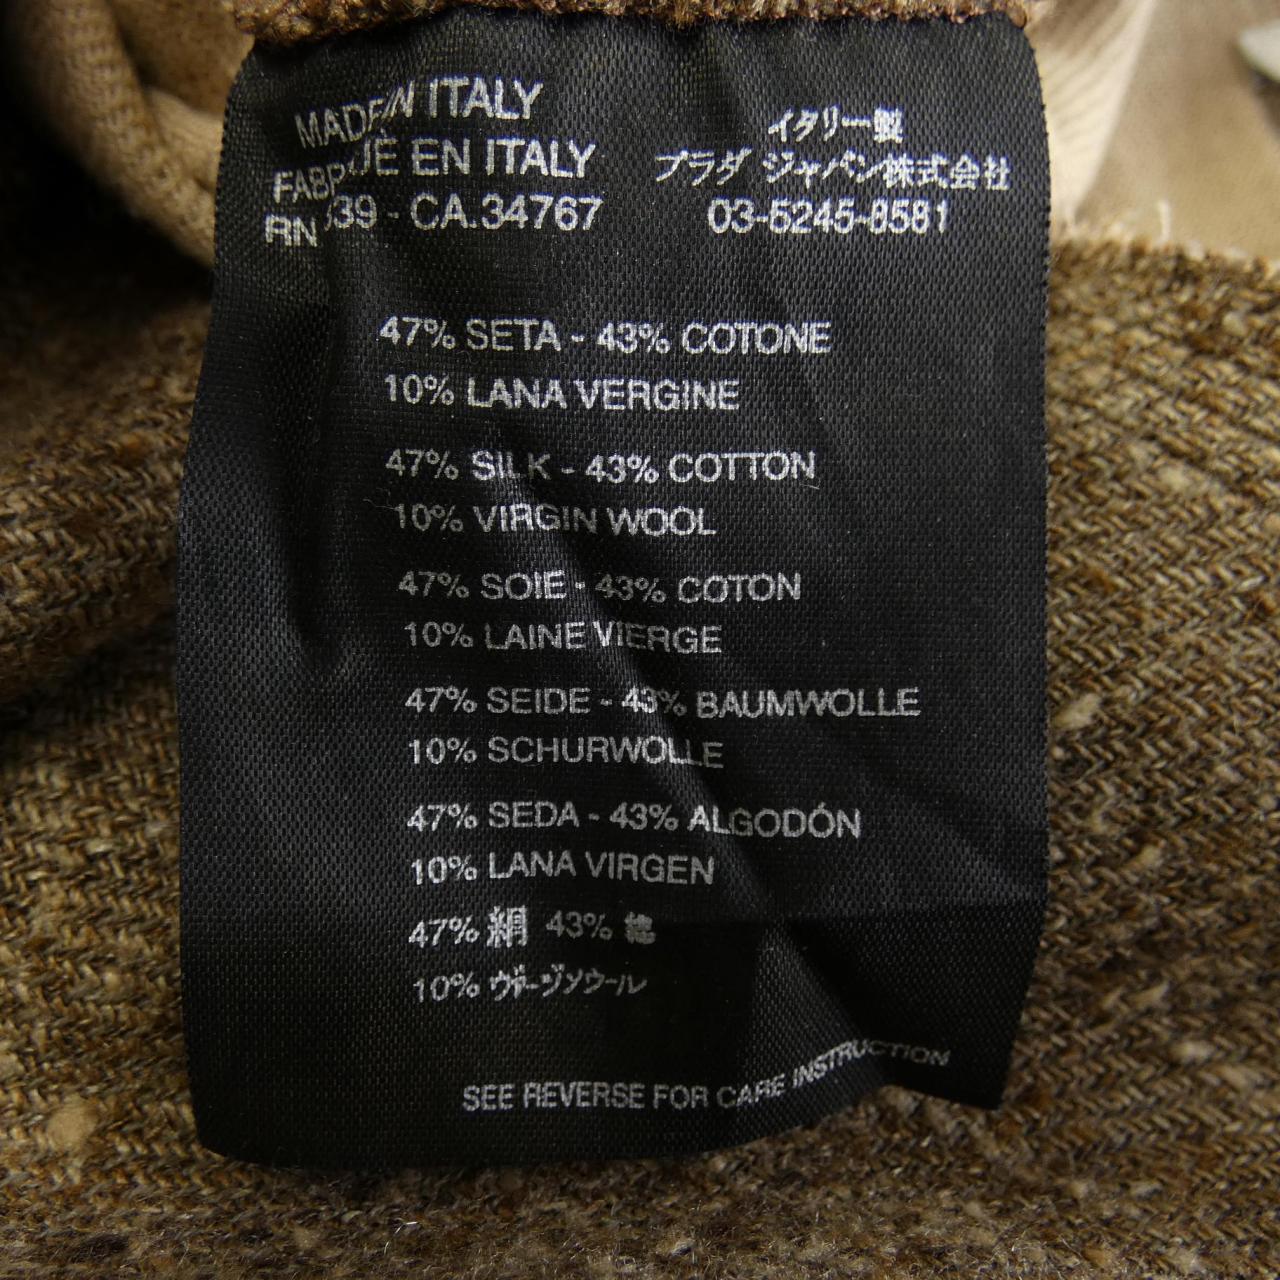 MADE IN ITALY
FABRIQUÉ EN ITALY
RN 539 - CA.34767
イタリー製
プラダ ジャパン株式会社
03-5245-8581
47% SETA - 43% COTONE
10% LANA VERGINE
47% SILK - 43% COTTON
10% VIRGIN WOOL
47% SOIE - 43% COTON
10% LAINE VIERGE
47% SEIDE - 43% BAUMWOLLE
10% SCHURWOLLE
47% SEDA - 43% ALGODÓN
10% LANA VIRGEN
47% 絹 43%
10% ヴァージンウール
SEE REVERSE FOR CARE INSTRUCTION